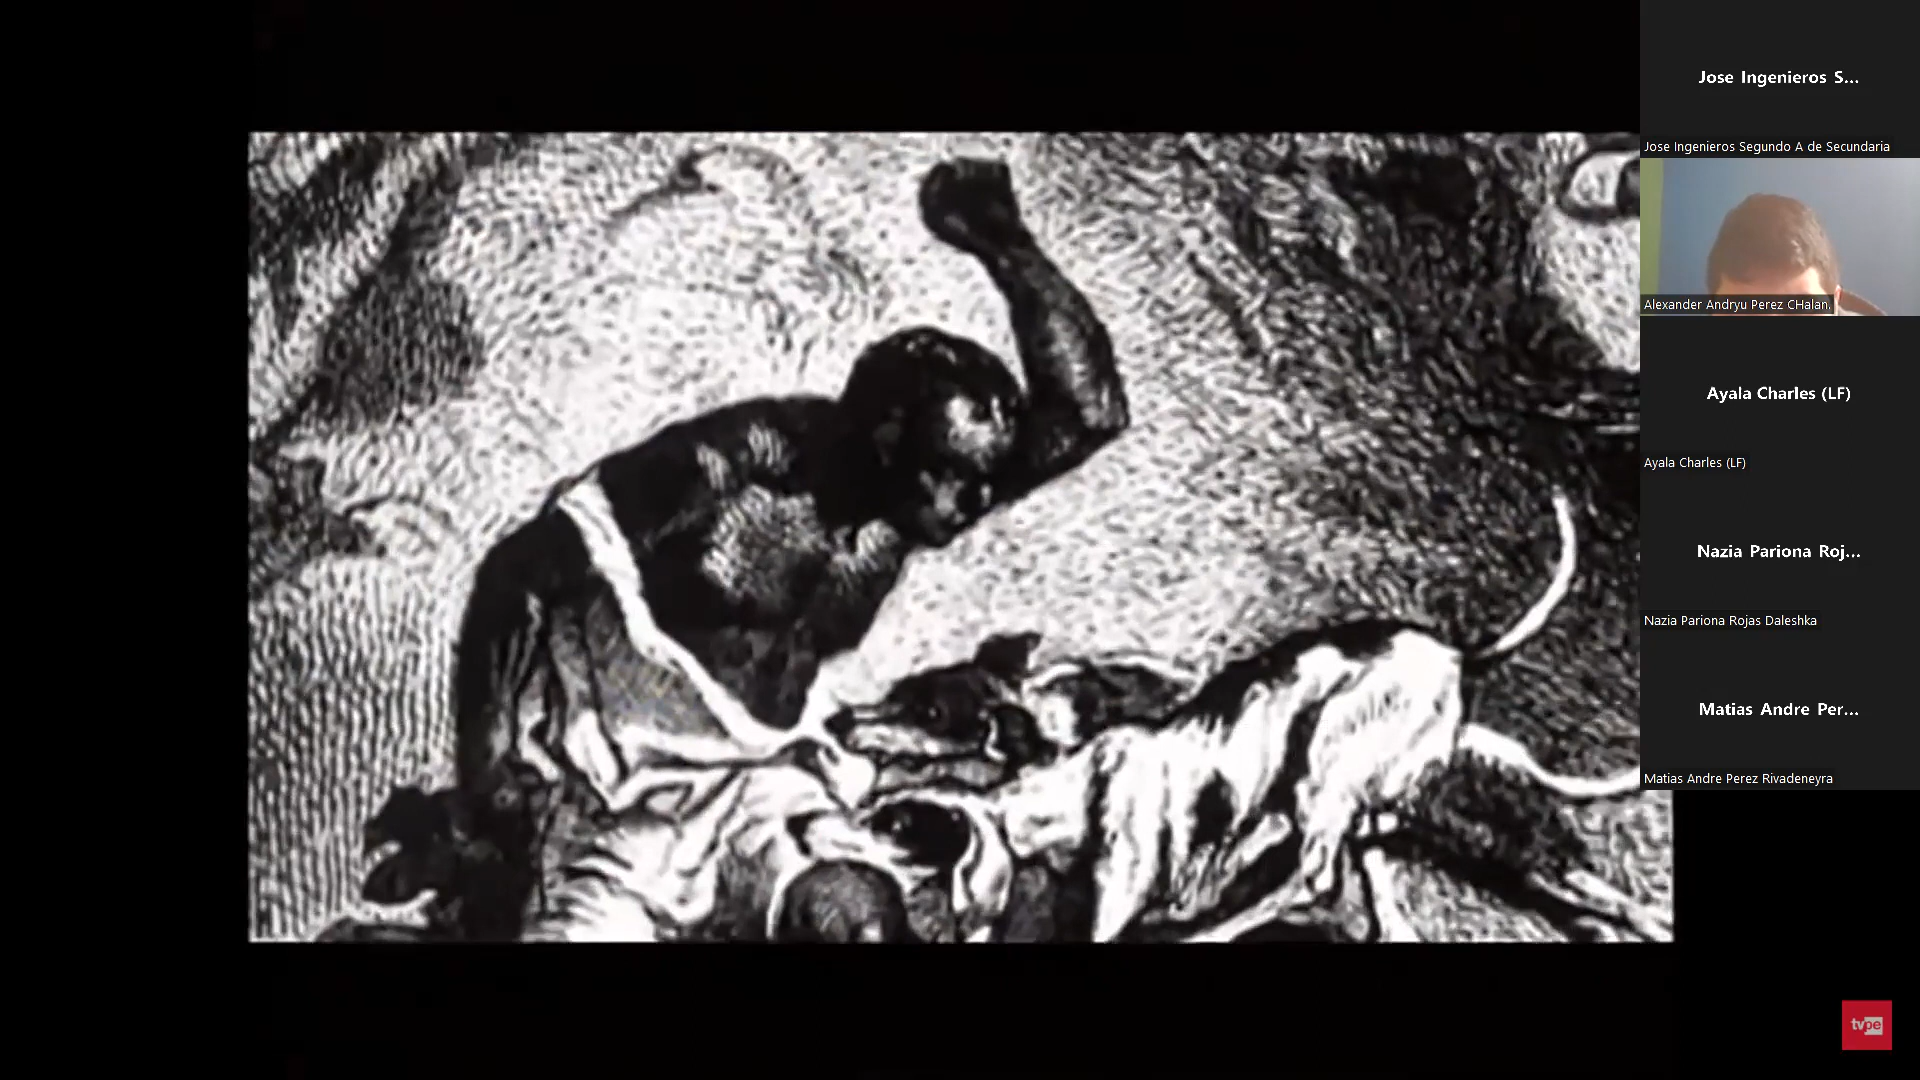 Jose Ingenieros S...
Jose Ingenieros Segundo A de Secundaria
Alexander Andryu Perez CHalan.
Ayala Charles (LF)
Ayala Charles (LF)
Nazia Pariona Roj...
Nazia Pariona Rojas Daleshka
Matias Andre Per...
Matias Andre Perez Rivadeneyra
tvpe